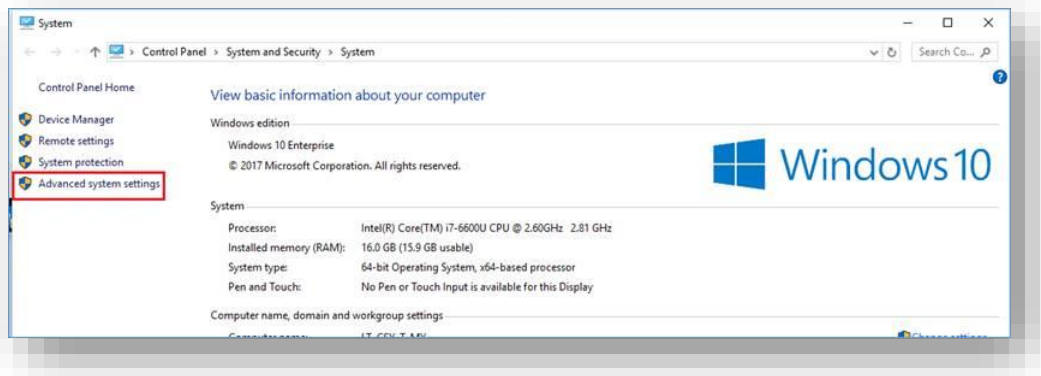 System
Control Panel > System and Security > System
Search Co...
Control Panel Home
Device Manager
Remote settings
System protection
Advanced system settings
View basic information about your computer
Windows edition
Windows 10 Enterprise
© 2017 Microsoft Corporation. All rights reserved.
Windows 10
System
Processor: Intel(R) Core(TM) i7-6600U CPU @ 2.60GHz 2.81 GHz
Installed memory (RAM): 16.0 GB (15.9 GB usable)
System type: 64-bit Operating System, x64-based processor
Pen and Touch: No Pen or Touch Input is available for this Display
Computer name, domain and workgroup settings